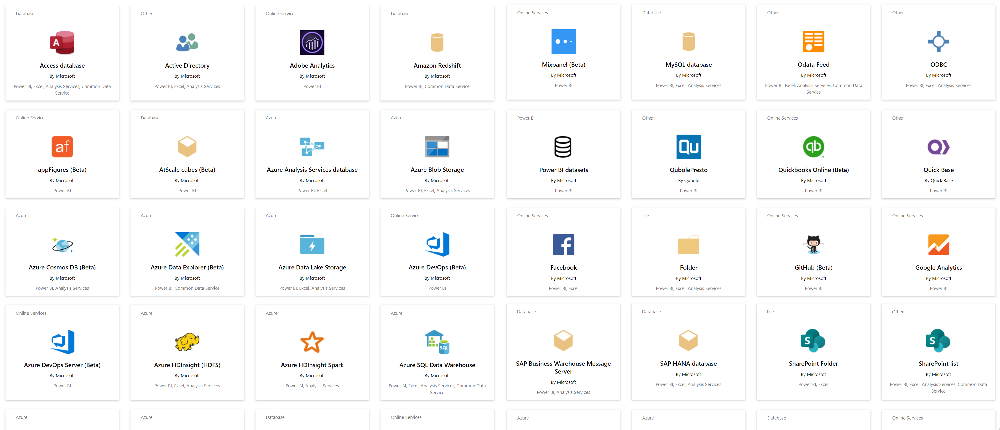 Database
A
Access database
By Microsoft
Power BI, Excel, Analysis Services, Common Data
Service
Other
Active Directory
By Microsoft
Power BI, Excel, Analysis Services
Online Services
Adobe Analytics
By Microsoft
Power BI
Database
Amazon Redshift
By Microsoft
Power BI, Common Data Service
Online Services
Mixpanel (Beta)
By Microsoft
Power BI
Database
MySQL database
By Microsoft
Power BI, Excel, Analysis Services
Other
Odata Feed
By Microsoft
Power BI, Excel, Analysis Services, Common Data
Service
Other
ODBC
By Microsoft
Power BI, Excel, Analysis Services
Online Services
af
appFigures (Beta)
By Microsoft
Power BI
Database
AtScale cubes (Beta)
By Microsoft
Power BI
Azure
Azure Analysis Services database
By Microsoft
Power BI, Excel
Azure
Azure Blob Storage
By Microsoft
Power BI, Excel, Analysis Services
Power BI
Power BI datasets
By Microsoft
Power BI
Other
Qu
QubolePresto
By Qubole
Power BI
Online Services
qb
Quickbooks Online (Beta)
By Microsoft
Power BI
Other
Quick Base
By Quick Base
Power BI
Azure
Azure Cosmos DB (Beta)
By Microsoft
Power BI, Analysis Services
Azure
Azure Data Explorer (Beta)
By Microsoft
Power BI, Common Data Service
Azure
Azure Data Lake Storage
By Microsoft
Power BI, Excel, Analysis Services
Online Services
Azure DevOps (Beta)
By Microsoft
Power BI
Online Services
f
Facebook
By Microsoft
Power BI, Excel
File
Folder
By Microsoft
Power BI, Excel, Analysis Services
Online Services
GitHub (Beta)
By Microsoft
Power BI
Online Services
Google Analytics
By Microsoft
Power BI
Online Services
Azure DevOps Server (Beta)
By Microsoft
Power BI
Azure
Azure HDInsight (HDFS)
By Microsoft
Power BI, Excel, Analysis Services
Azure
Azure HDInsight Spark
By Microsoft
Power BI, Analysis Services
Azure
SQL
Azure SQL Data Warehouse
By Microsoft
Power BI, Excel, Analysis Services, Common Data
Service
Database
SAP Business Warehouse Message
Server
By Microsoft
Power BI, Analysis Services
Database
SAP HANA database
By Microsoft
Power BI, Excel, Analysis Services
File
S
SharePoint Folder
By Microsoft
Power BI, Excel
Other
S
SharePoint list
By Microsoft
Power BI, Excel, Analysis Services, Common Data
Service
Azure
Azure
Database
Online Services
Azure
Azure
Database
Online Services